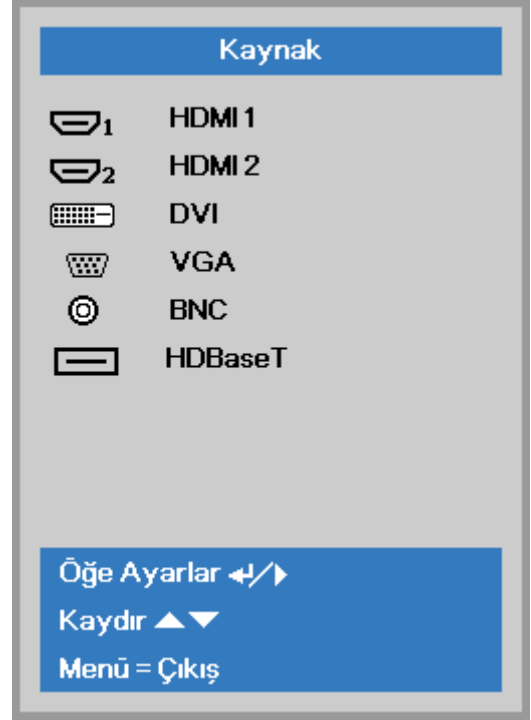 Kaynak
HDMI 1
HDMI 2
DVI
VGA
BNC
HDBaseT
Öğe Ayarlar
Kaydır
Menü = Çıkış